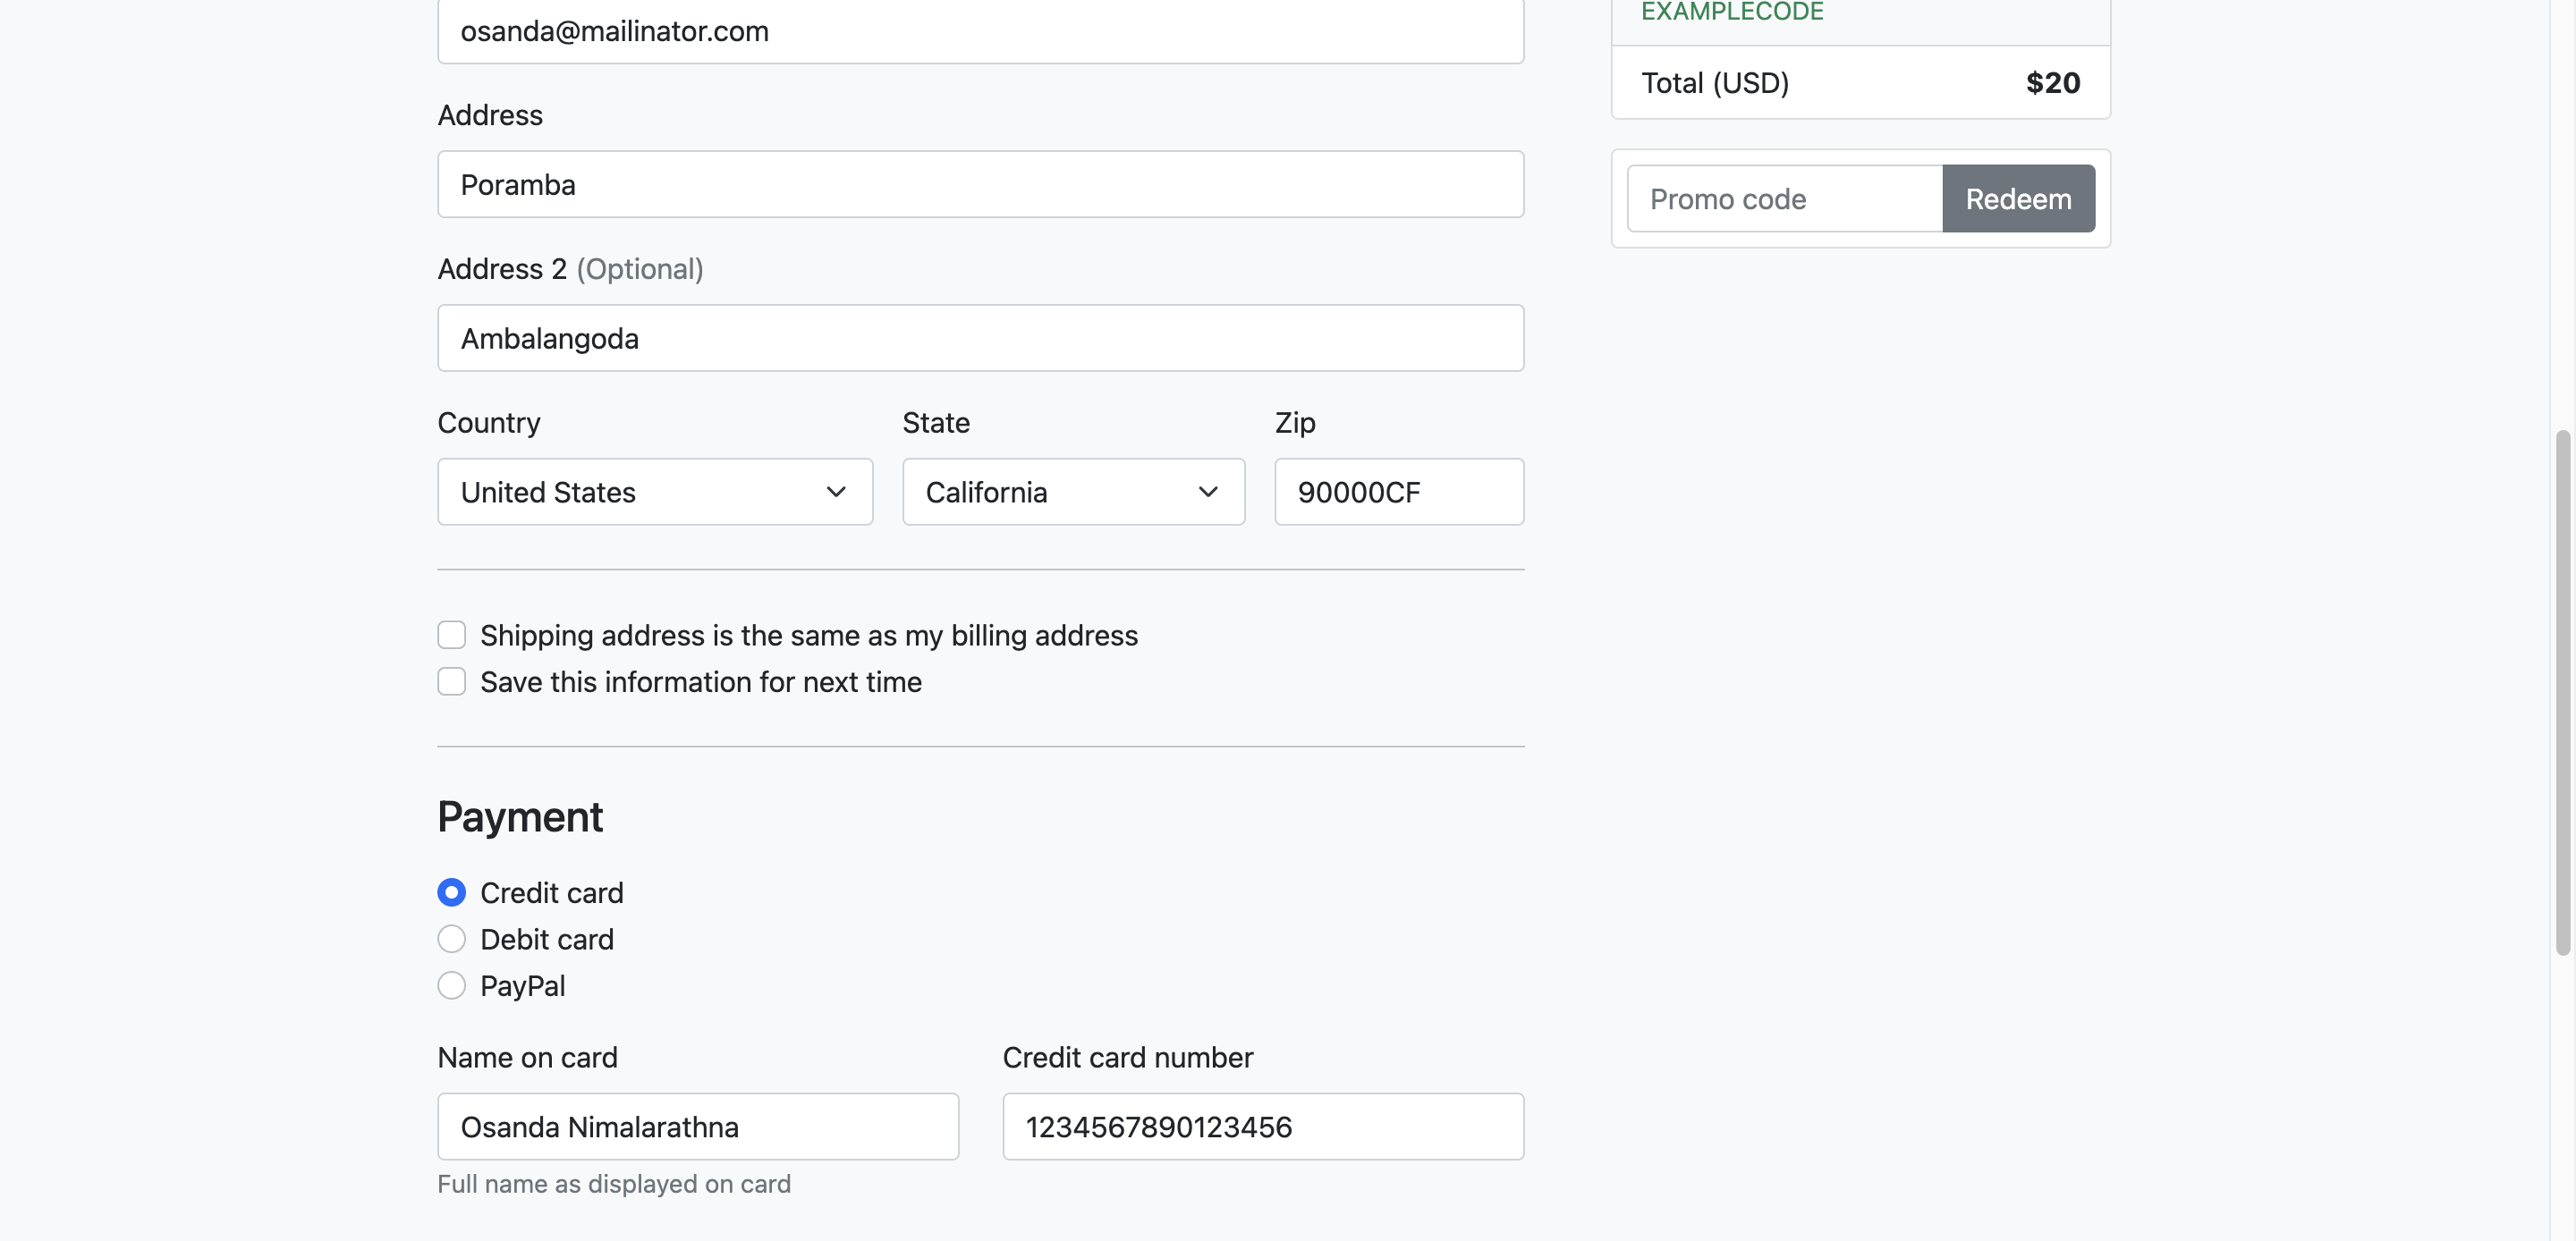 osanda@mailinator.com
Address
Poramba
Address 2 (Optional)
Ambalangoda
Country State Zip
United States California 90000CF
Shipping address is the same as my billing address
Save this information for next time
Payment
Credit card
Debit card
PayPal
Name on card Credit card number
Osanda Nimalarathna 1234567890123456
Full name as displayed on card
EXAMPLECODE
Total (USD) $20
Promo code Redeem